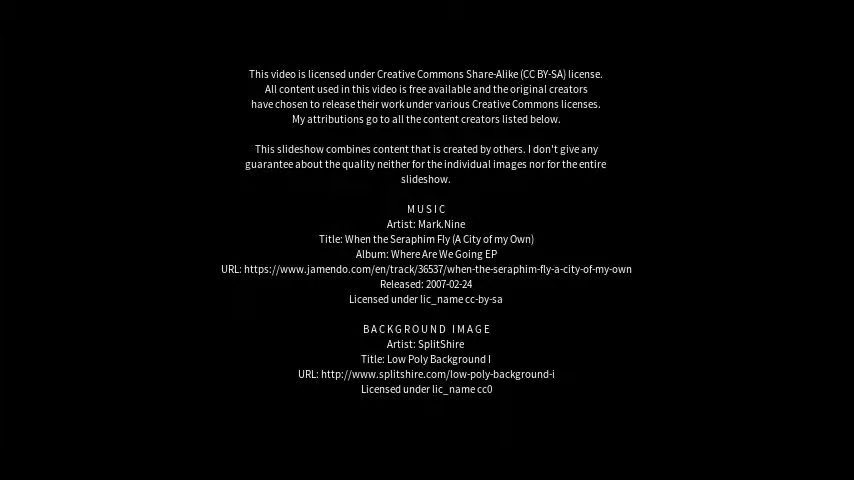 This video is licensed under Creative Commons Share-Alike (CC BY-SA) license.
All content used in this video is free available and the original creators
have chosen to release their work under various Creative Commons licenses.
My attributions go to all the content creators listed below.
This slideshow combines content that is created by others. I don't give any
guarantee about the quality neither for the individual images nor for the entire
slideshow.
MUSIC
Artist: Mark.Nine
Title: When the Seraphim Fly (A City of my Own)
Album: Where Are We Going EP
URL: https://www.jamendo.com/en/track/36537/when-the-seraphim-fly-a-city-of-my-own
Released: 2007-02-24
Licensed under lic_name cc-by-sa
BACKGROUND IMAGE
Artist: SplitShire
Title: Low Poly Background I
URL: http://www.splitshire.com/low-poly-background-i
Licensed under lic_name cc0